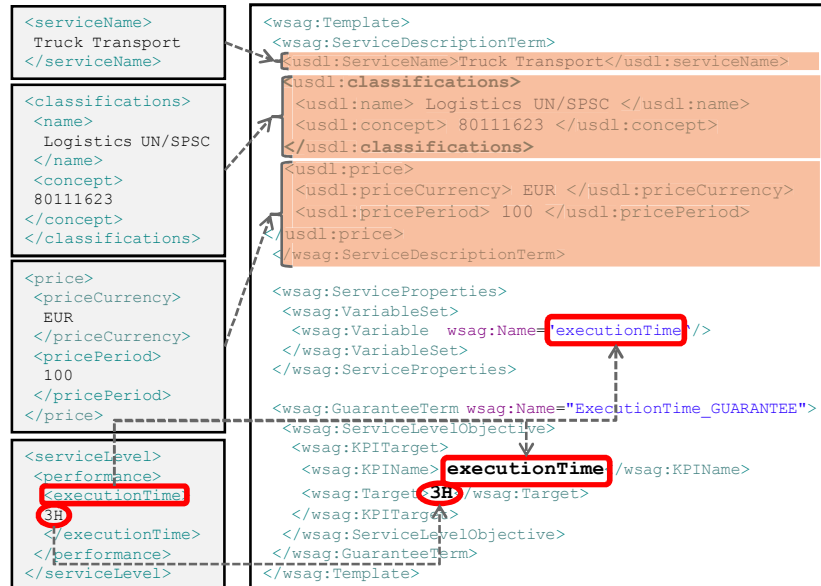 <serviceName>
Truck Transport
</serviceName>
<classifications>
<name>
Logistics UN/SPSC
</name>
<concept>
80111623
</concept>
</classifications>
<price>
<priceCurrency>
EUR
</priceCurrency>
<pricePeriod>
100
</pricePeriod>
</price>
<serviceLevel>
<performance>
<executionTime>
3H
</executionTime>
</performance>
</serviceLevel>
<wsag:Template>
<wsag:ServiceDescriptionTerm>
<usdl:ServiceName>Truck Transport</usdl:serviceName>
<usdl:classifications>
<usdl:name> Logistics UN/SPSC </usdl:name>
<usdl:concept> 80111623 </usdl:concept>
</usdl:classifications>
<usdl:price>
<usdl:priceCurrency> EUR </usdl:priceCurrency>
<usdl:pricePeriod> 100 </usdl:pricePeriod>
</usdl:price>
</wsag:ServiceDescriptionTerm>
<wsag:ServiceProperties>
<wsag:VariableSet>
<wsag:Variable wsag:Name="executionTime"/>
</wsag:VariableSet>
</wsag:ServiceProperties>
<wsag:GuaranteeTerm wsag:Name="ExecutionTime_GUARANTEE">
<wsag:ServiceLevelObjective>
<wsag:KPITarget>
<wsag:KPIName> executionTime</wsag:KPIName>
<wsag:Target>3H</wsag:Target>
</wsag:KPITarget>
</wsag:ServiceLevelObjective>
</wsag:GuaranteeTerm>
</wsag:Template>